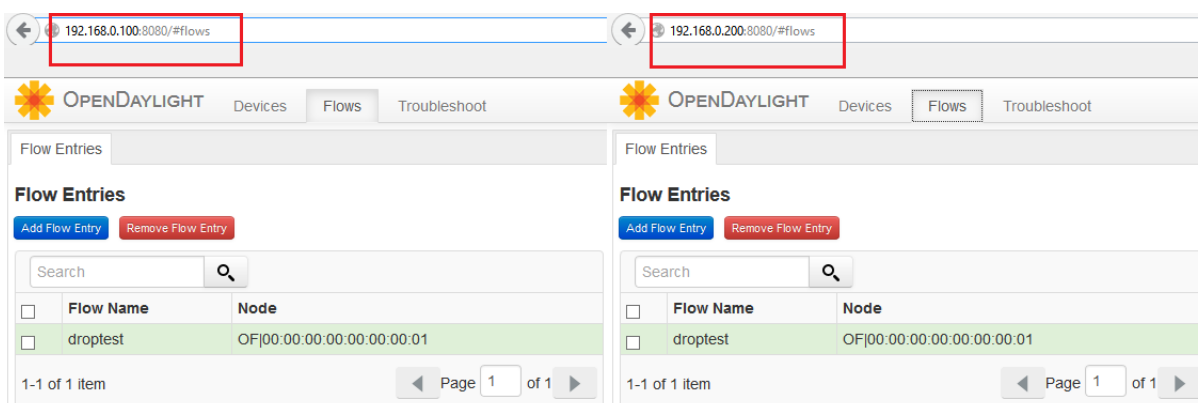 192.168.0.100:8080/#flows
OPENDAYLIGHT Devices Flows Troubleshoot
Flow Entries
Flow Entries
Add Flow Entry Remove Flow Entry
Search
Flow Name Node
droptest OF|00:00:00:00:00:00:00:01
1-1 of 1 item Page 1 of 1
192.168.0.200:8080/#flows
OPENDAYLIGHT Devices Flows Troubleshoot
Flow Entries
Flow Entries
Add Flow Entry Remove Flow Entry
Search
Flow Name Node
droptest OF|00:00:00:00:00:00:00:01
1-1 of 1 item Page 1 of 1